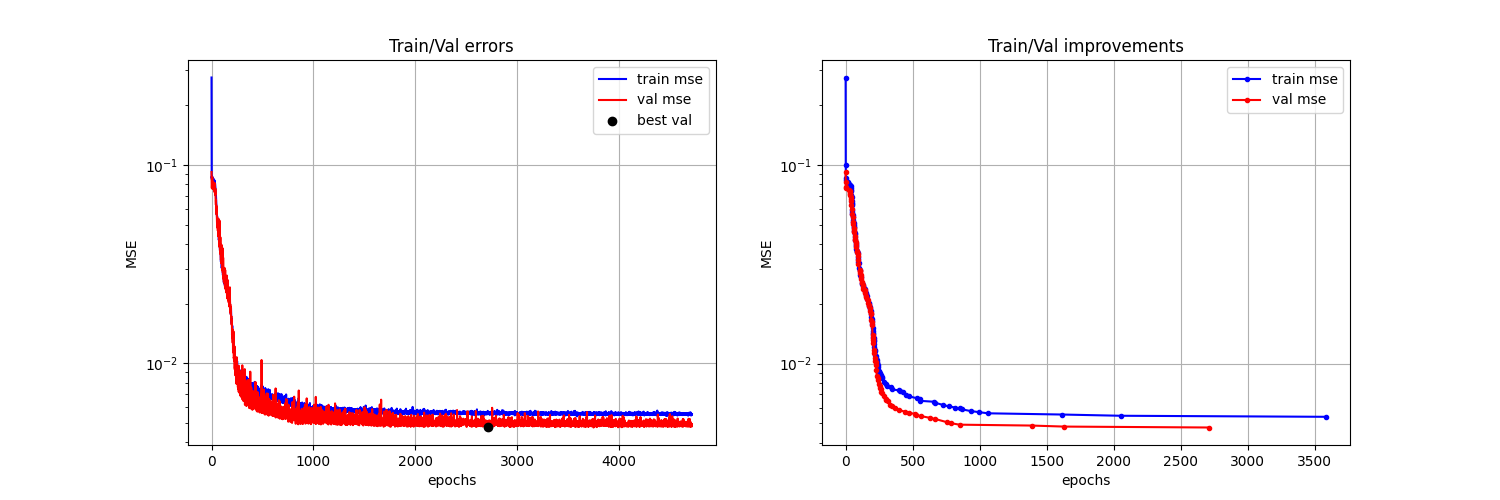 Train/Val errors
train mse
val mse
best val
10⁻¹
10⁻²
MSE
0
1000
2000
3000
4000
epochs
Train/Val improvements
train mse
val mse
10⁻¹
10⁻²
MSE
0
500
1000
1500
2000
2500
3000
3500
epochs